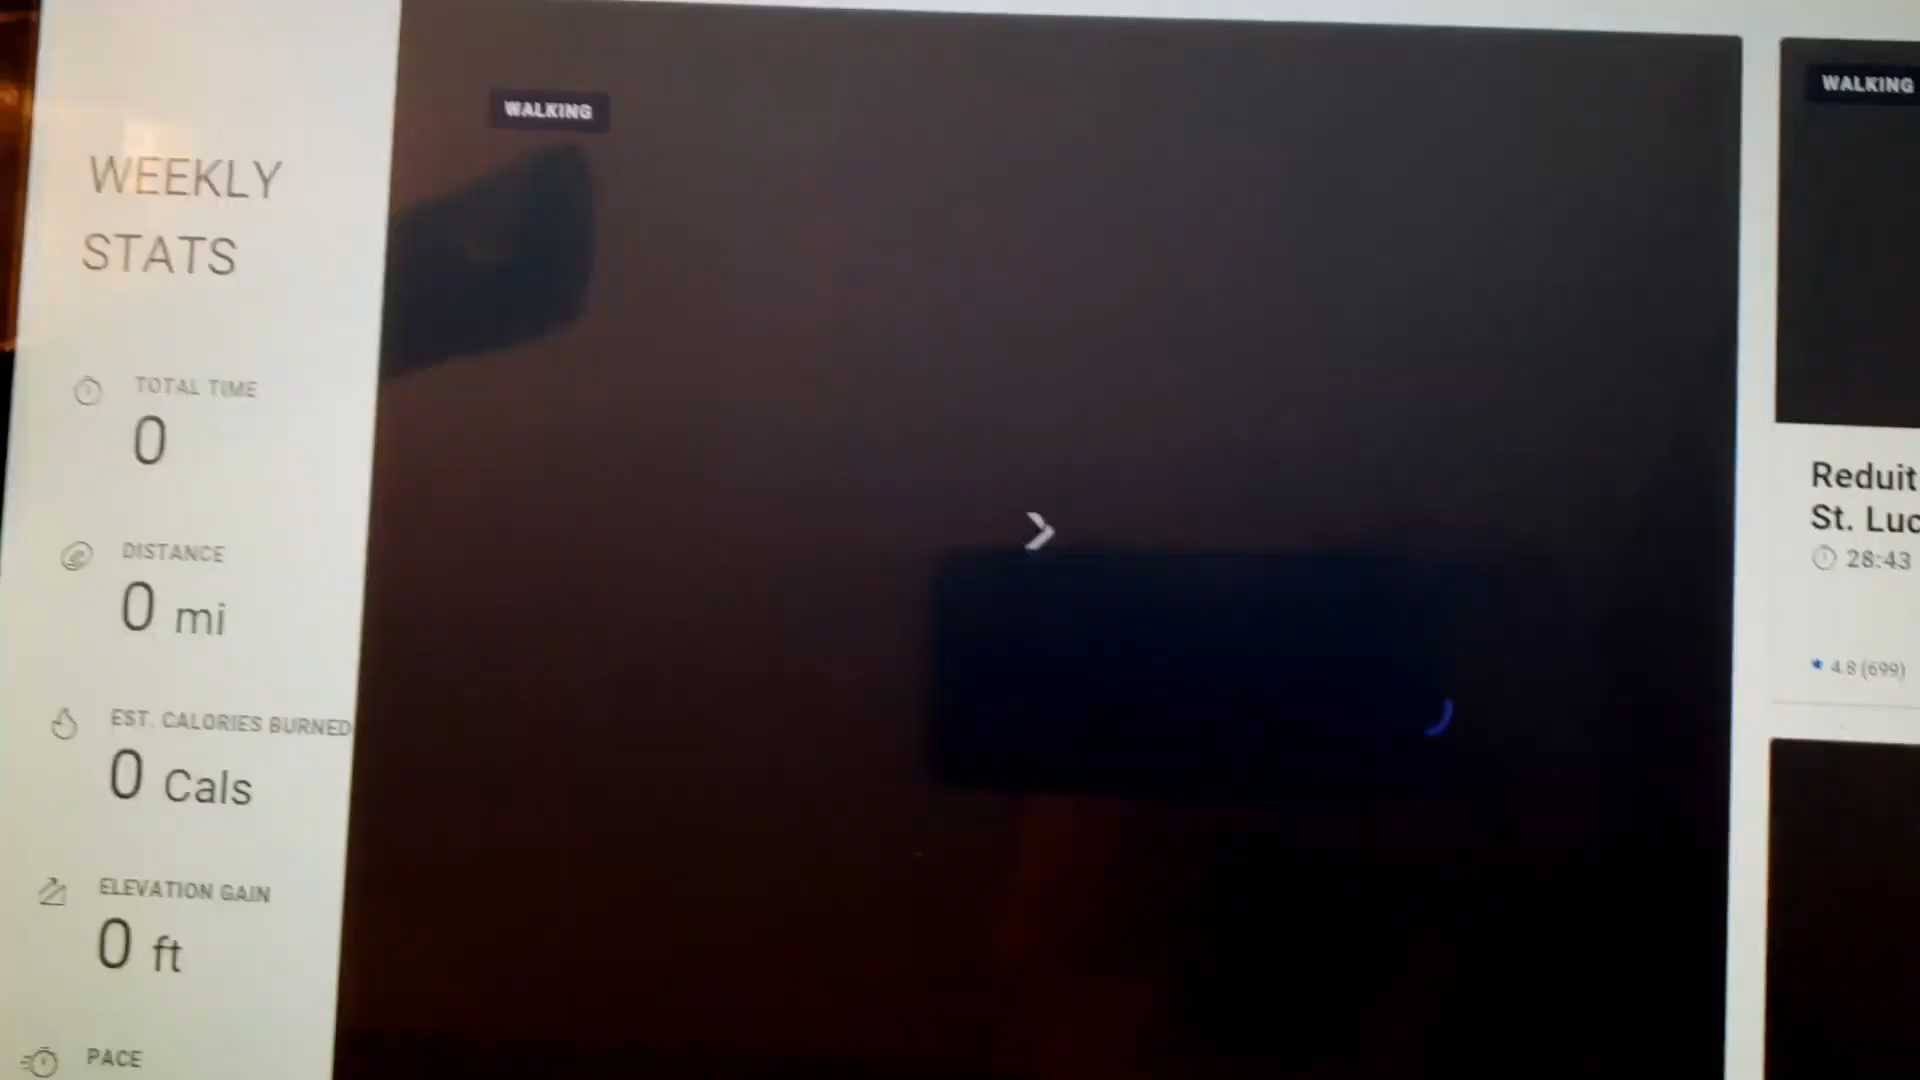 WEEKLY
STATS
TOTAL TIME
0
DISTANCE
0 mi
EST. CALORIES BURNED
0 Cals
ELEVATION GAIN
0 ft
PACE
WALKING
WALKING
Reduit
St. Luc
28:43
4.8 (699)